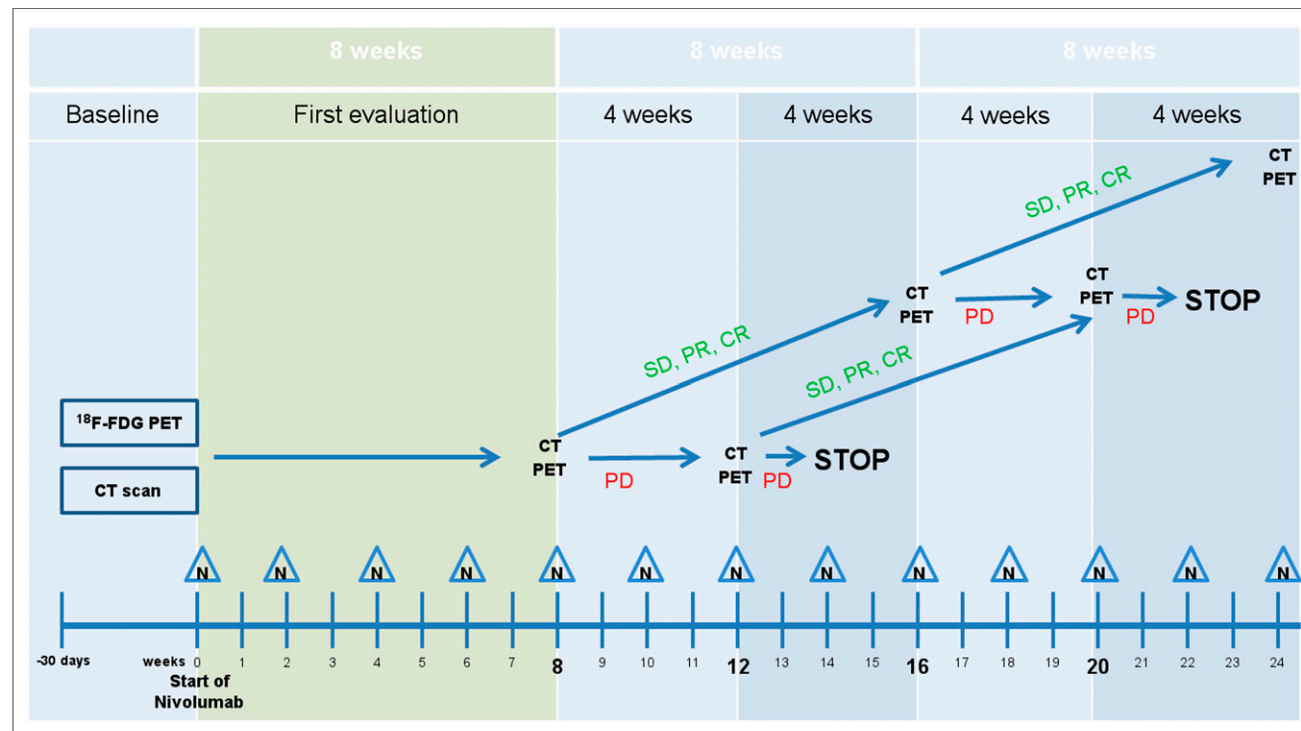 8 weeks 8 weeks 8 weeks
Baseline First evaluation 4 weeks 4 weeks 4 weeks 4 weeks
CT
PET
SD, PR, CR
CT
PET
PD
CT
PET
PD
STOP
SD, PR, CR
SD, PR, CR
¹⁸F-FDG PET
CT scan
CT
PET
PD
CT
PET
PD
STOP
N N N N N N N N N N N N N
-30 days weeks 0 1 2 3 4 5 6 7 8 9 10 11 12 13 14 15 16 17 18 19 20 21 22 23 24
Start of
Nivolumab